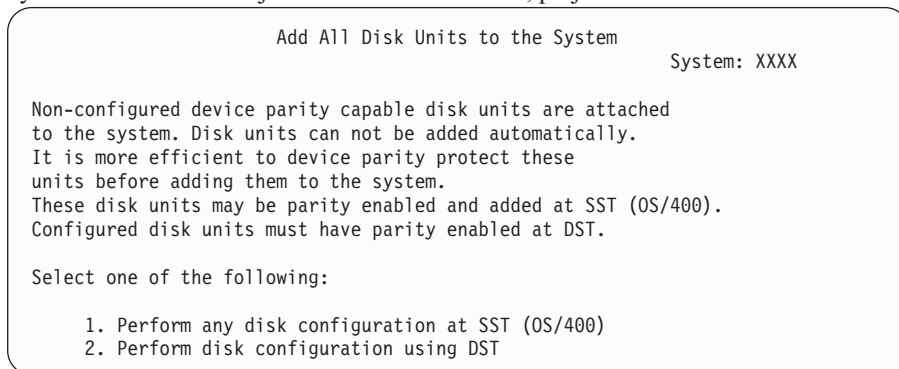 Add All Disk Units to the System
System: XXXX
Non-configured device parity capable disk units are attached
to the system. Disk units can not be added automatically.
It is more efficient to device parity protect these
units before adding them to the system.
These disk units may be parity enabled and added at SST (OS/400).
Configured disk units must have parity enabled at DST.
Select one of the following:
1. Perform any disk configuration at SST (OS/400)
2. Perform disk configuration using DST